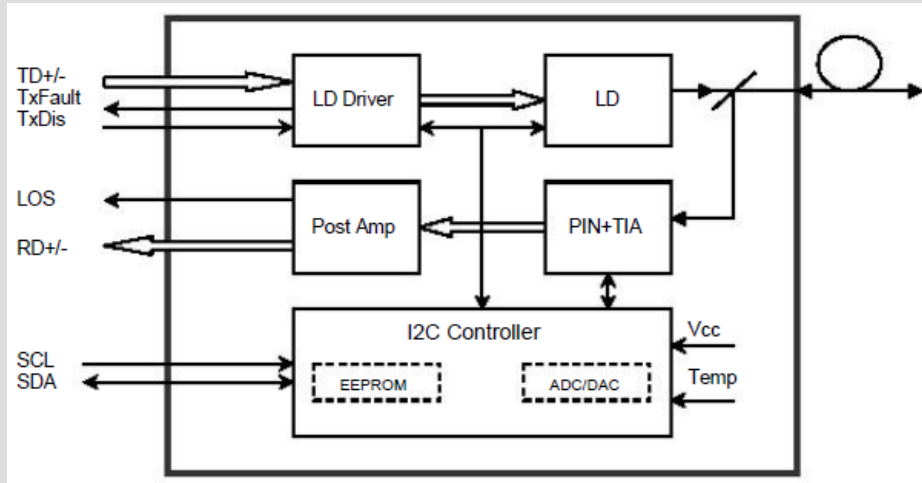 TD+/-
TxFault
TxDis
LD Driver
LD
LOS
RD+/-
Post Amp
PIN+TIA
I2C Controller
EEPROM
ADC/DAC
SCL
SDA
Vcc
Temp